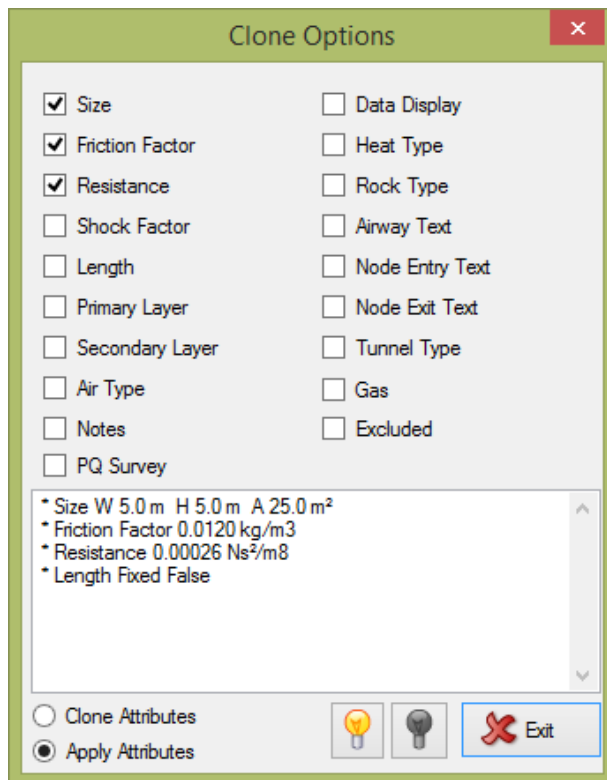 Clone Options
Size
Friction Factor
Resistance
Shock Factor
Length
Primary Layer
Secondary Layer
Air Type
Notes
PQ Survey
Data Display
Heat Type
Rock Type
Airway Text
Node Entry Text
Node Exit Text
Tunnel Type
Gas
Excluded
* Size W 5.0 m H 5.0 m A 25.0 m²
* Friction Factor 0.0120 kg/m3
* Resistance 0.00026 Ns²/m8
* Length Fixed False
Clone Attributes
Apply Attributes
Exit